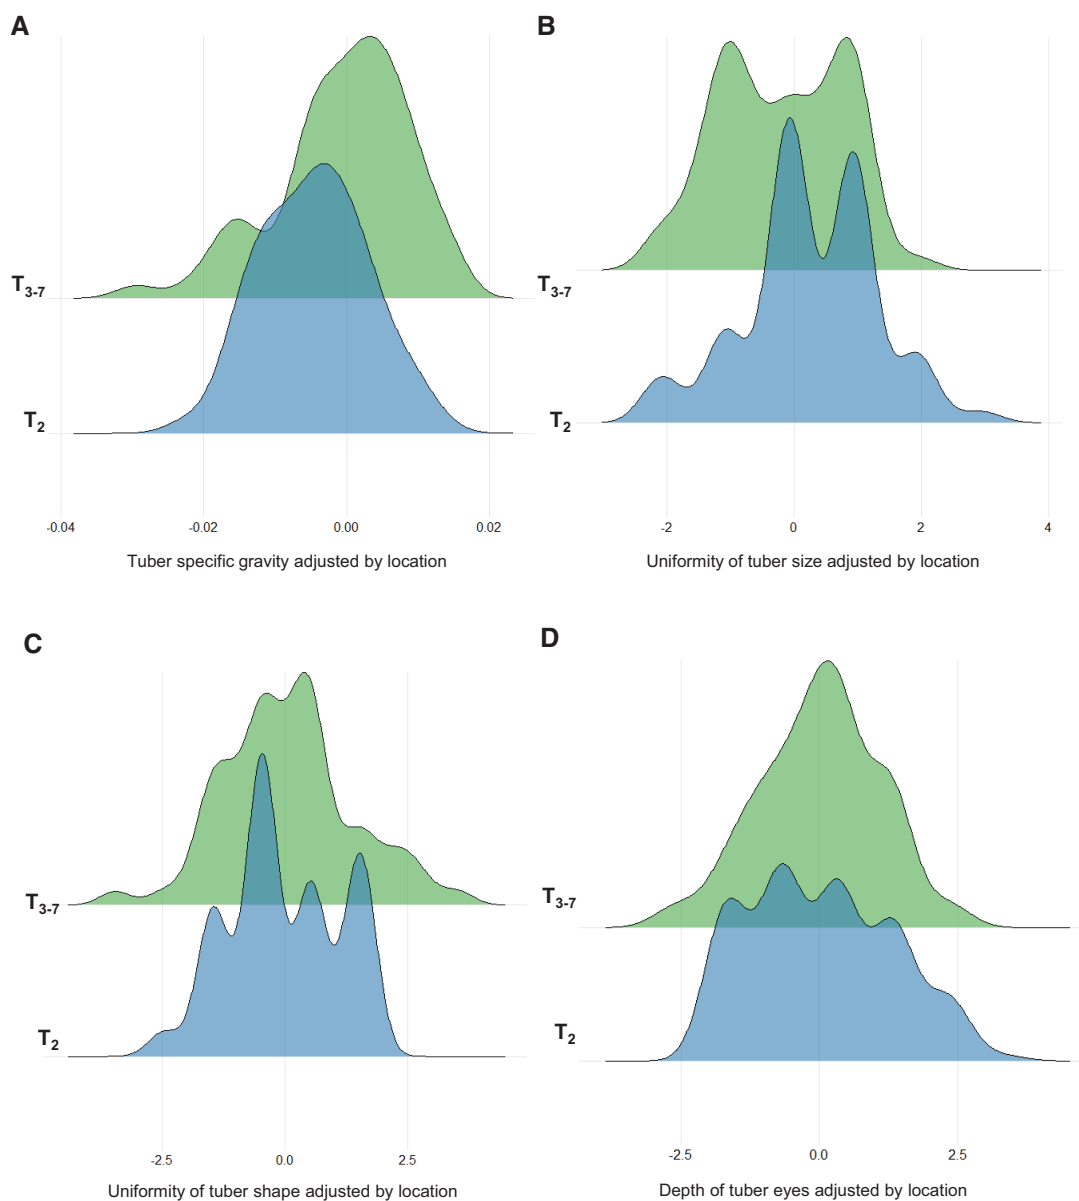 A
B
T3-7
T3-7
T2
T2
-0.04 -0.02 0.00 0.02
-2 0 2 4
Tuber specific gravity adjusted by location
Uniformity of tuber size adjusted by location
C
D
T3-7
T3-7
T2
T2
-2.5 0.0 2.5
-2.5 0.0 2.5
Uniformity of tuber shape adjusted by location
Depth of tuber eyes adjusted by location